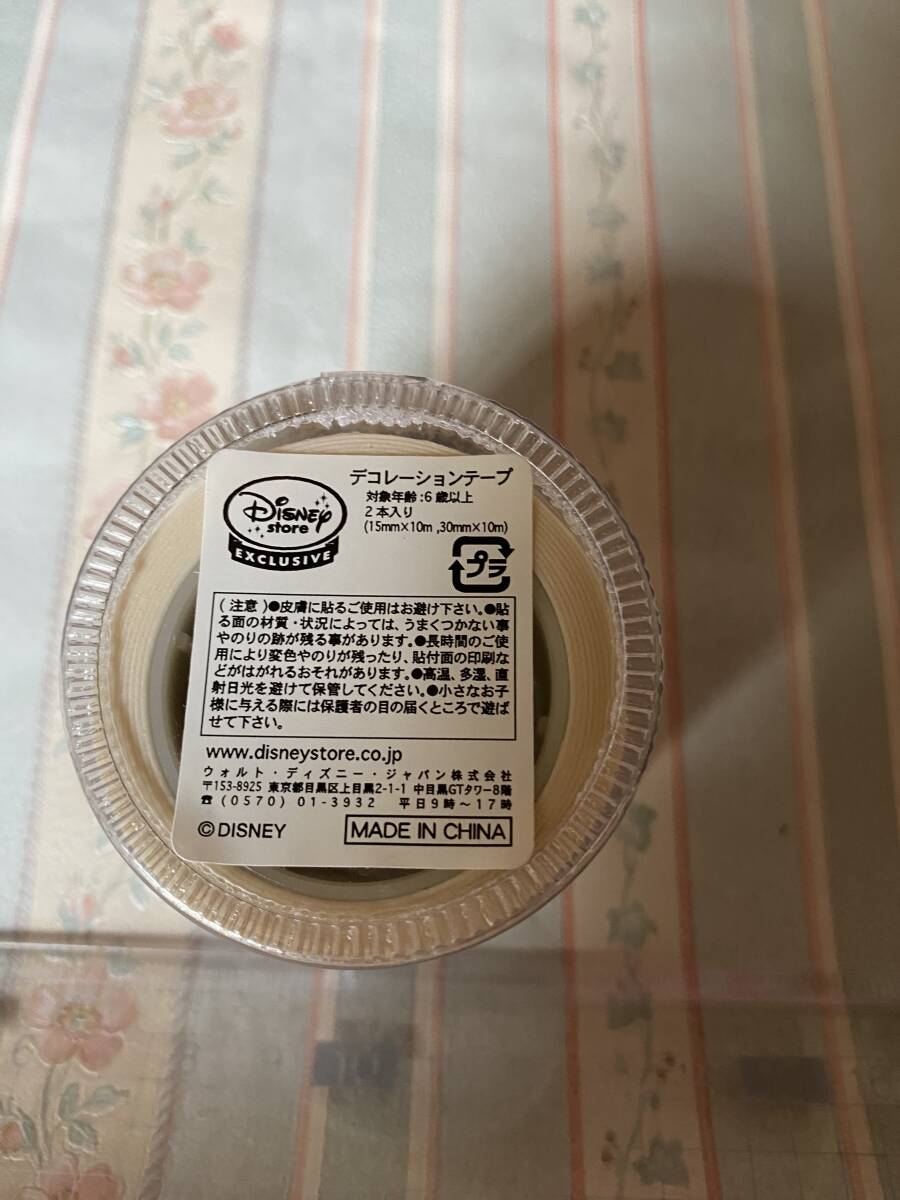 Disney
store
EXCLUSIVE
デコレーションテープ
対象年齢:6歳以上
2本入り
(15mm×10m ,30mm×10m)
プラ
(注意)●皮膚に貼るご使用はお避け下さい。●貼
る面の材質・状況によっては、うまくつかない事
やのりの跡が残る事があります。●長時間のご使
用により変色やのりが残ったり、貼付面の印刷な
どがはがれるおそれがあります。●高温、多湿、直
射日光を避けて保管してください。●小さなお子
様に与える際には保護者の目の届くところで遊ば
せて下さい。
www.disneystore.co.jp
ウォルト・ディズニー・ジャパン株式会社
〒153-8925 東京都目黒区上目黒2-1-1 中目黒GTタワー8階
☎(0570) 01-3932 平日9時～17時
©DISNEY
MADE IN CHINA